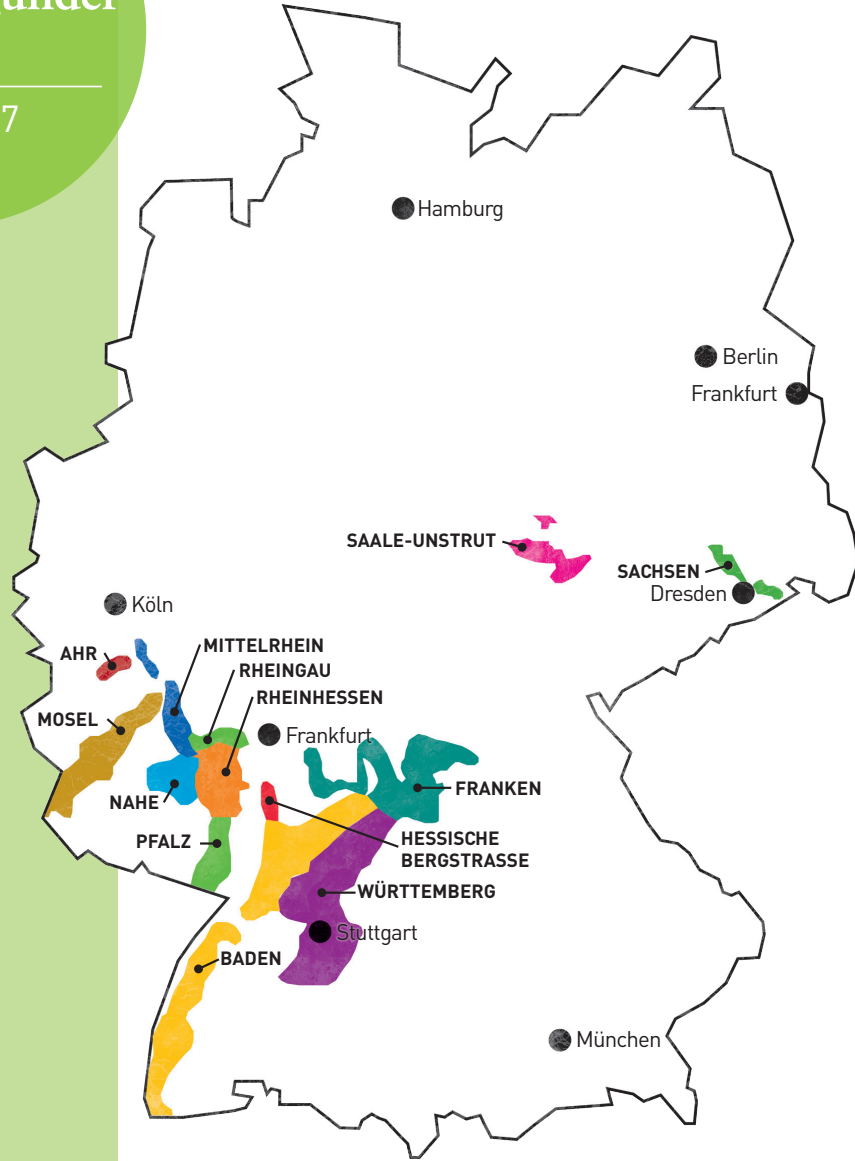 7
Hamburg
Berlin
Frankfurt
SAALE-UNSTRUT
SACHSEN
Dresden
Köln
AHR
MITTELRHEIN
RHEINGAU
RHEINHESSEN
MOSEL
Frankfurt
NAHE
FRANKEN
PFALZ
HESSISCHE
BERGSTRASSE
WÜRTTEMBERG
Stuttgart
BADEN
München